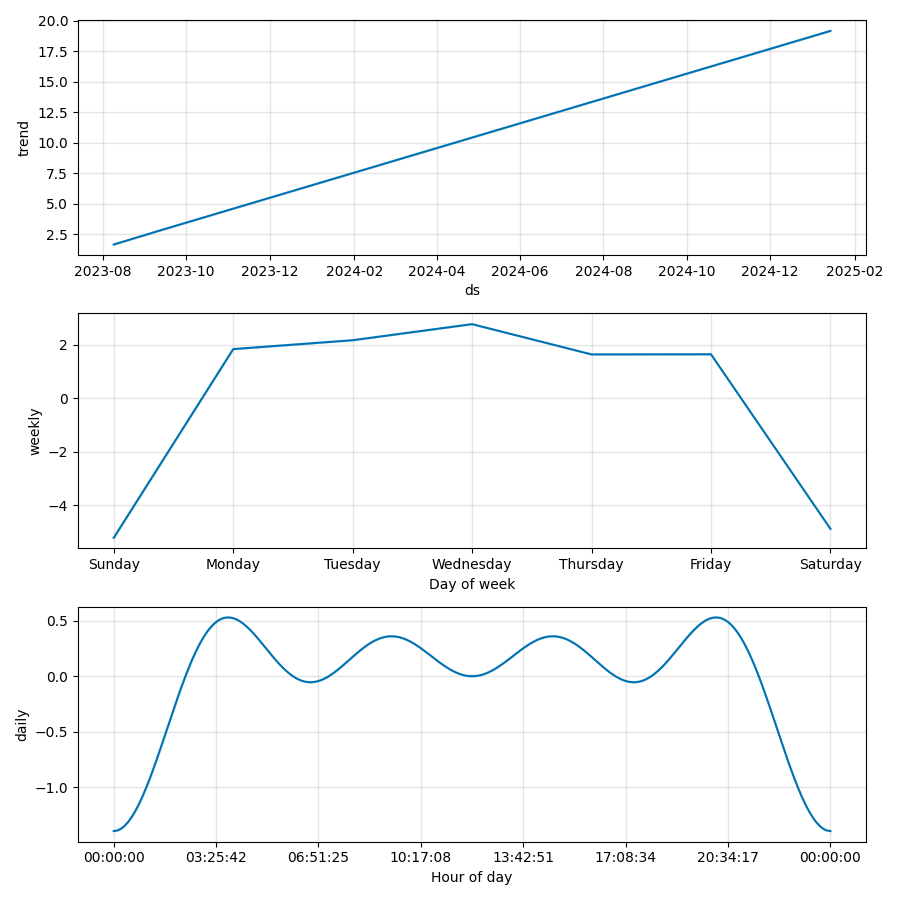 20.0
17.5
15.0
12.5
10.0
7.5
5.0
2.5
trend
2023-08 2023-10 2023-12 2024-02 2024-04 2024-06 2024-08 2024-10 2024-12 2025-02
ds
2
0
−2
−4
weekly
Sunday Monday Tuesday Wednesday Thursday Friday Saturday
Day of week
0.5
0.0
−0.5
−1.0
daily
00:00:00 03:25:42 06:51:25 10:17:08 13:42:51 17:08:34 20:34:17 00:00:00
Hour of day